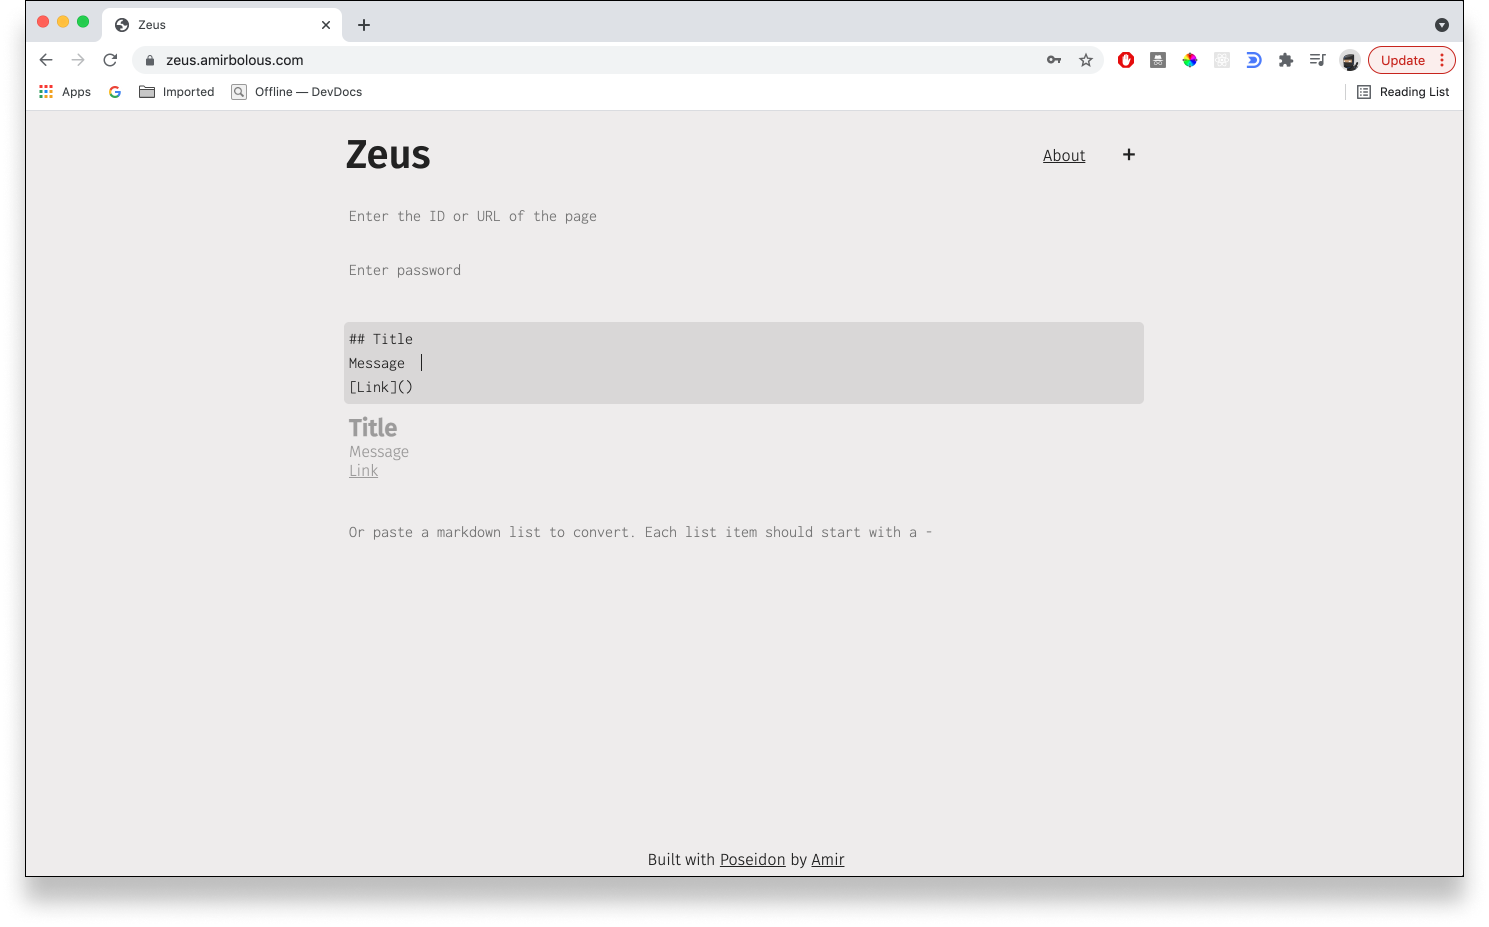 Zeus
zeus.amirbolous.com
Update
Apps
Imported
Offline — DevDocs
Reading List
Zeus
About
+
Enter the ID or URL of the page
Enter password
## Title
Message
[Link]()
Title
Message
Link
Or paste a markdown list to convert. Each list item should start with a -
Built with Poseidon by Amir